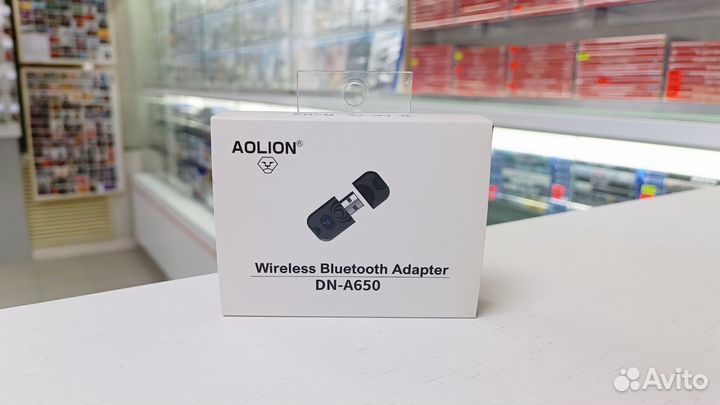 AOLION®
Wireless Bluetooth Adapter
DN-A650
Avito